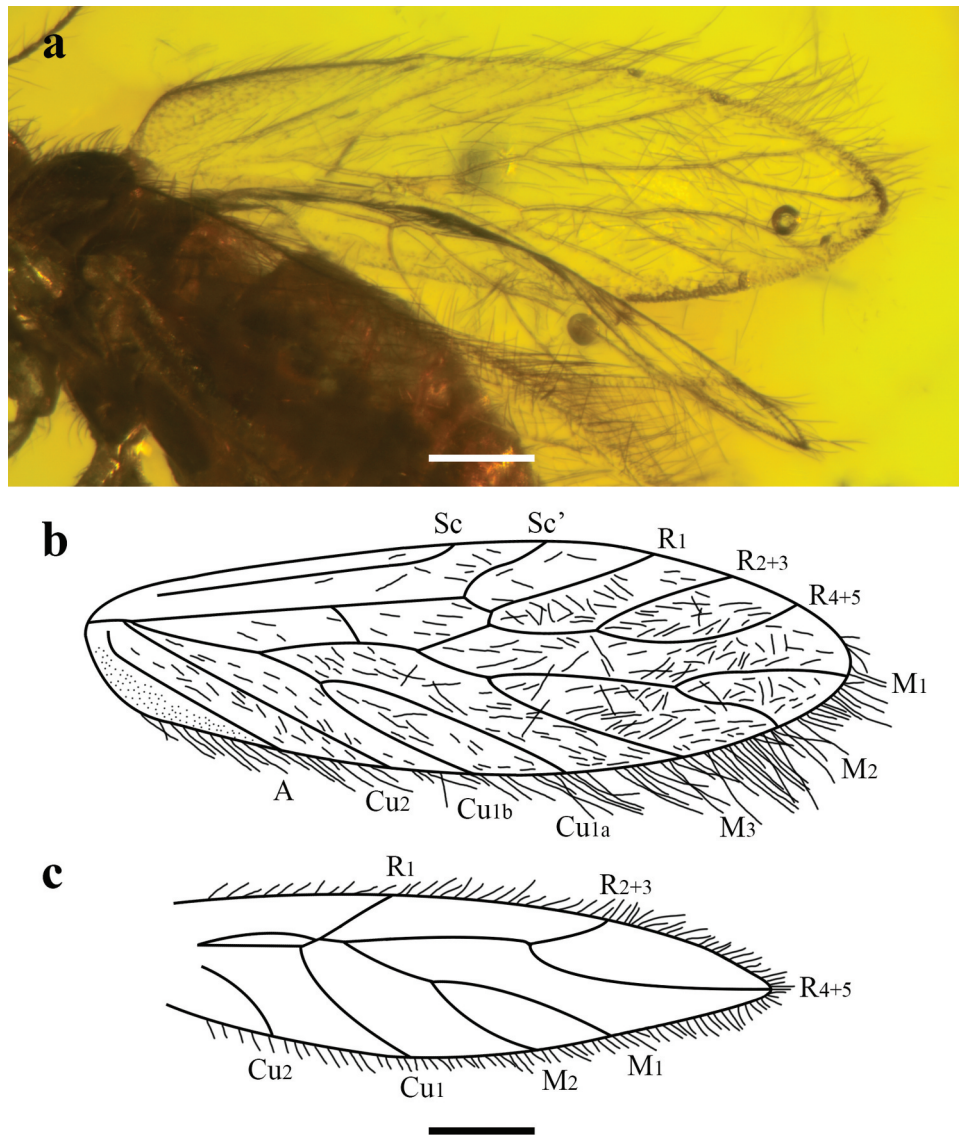 a
b
Sc Sc’ R1 R2+3 R4+5
M1
M2
M3
Cu1a
Cu1b
Cu2
A
c
R1 R2+3
R4+5
M1
M2
Cu1
Cu2